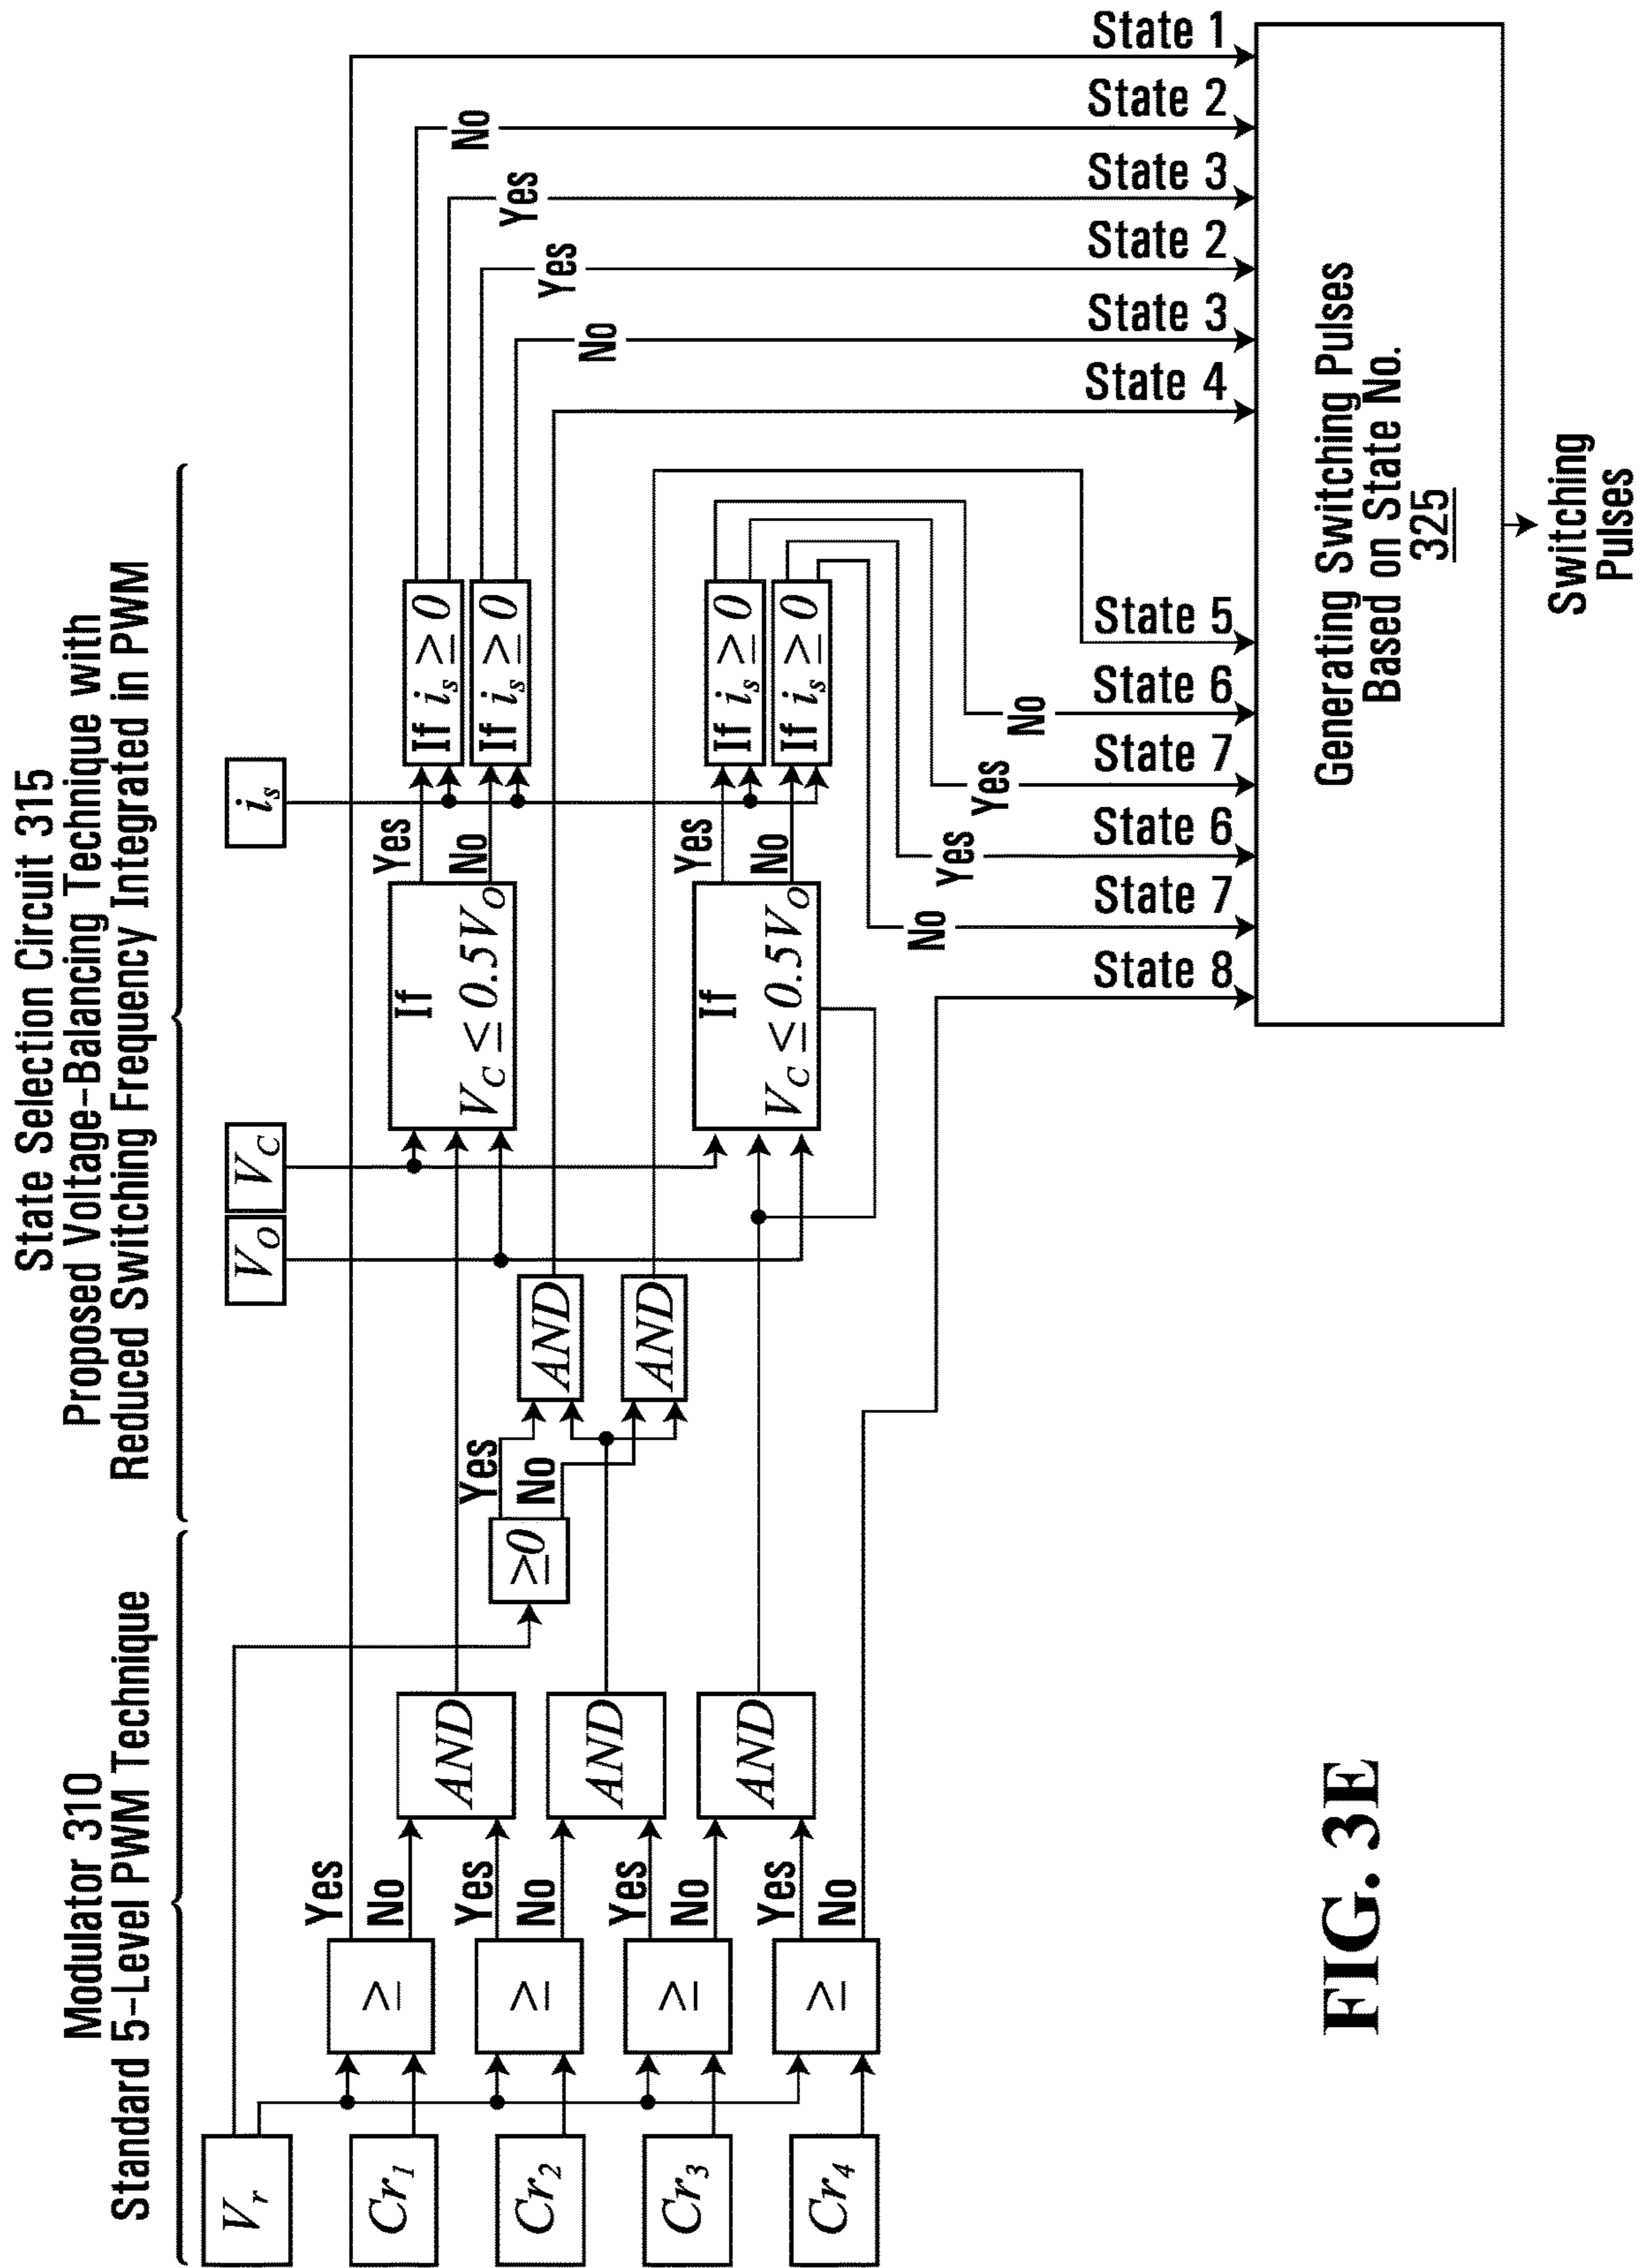 Modulator 310
Standard 5-Level PWM Technique
State Selection Circuit 315
Proposed Voltage-Balancing Technique with
Reduced Switching Frequency Integrated in PWM
V_r
Cr_1
Cr_2
Cr_3
Cr_4
≥
≥
≥
≥
Yes
No
Yes
No
Yes
No
Yes
No
AND
AND
AND
≥0
Yes
No
AND
AND
V_O
V_C
i_s
If
V_C ≤ 0.5V_O
Yes
No
If
V_C ≤ 0.5V_O
Yes
No
If i_s ≥ 0
If i_s ≥ 0
If i_s ≥ 0
If i_s ≥ 0
No
Yes
Yes
No
No
Yes
Yes
No
State 1
State 2
State 3
State 2
State 3
State 4
State 5
State 6
State 7
State 6
State 7
State 8
Generating Switching Pulses
Based on State No.
325
Switching
Pulses
FIG. 3E